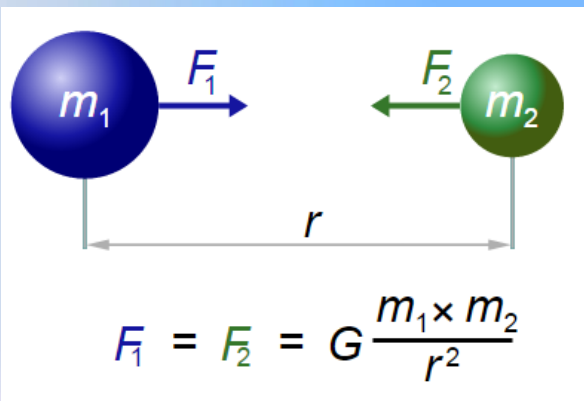 F₁ F₂
m₁ m₂
r
F₁ = F₂ = G m₁ × m₂ / r²